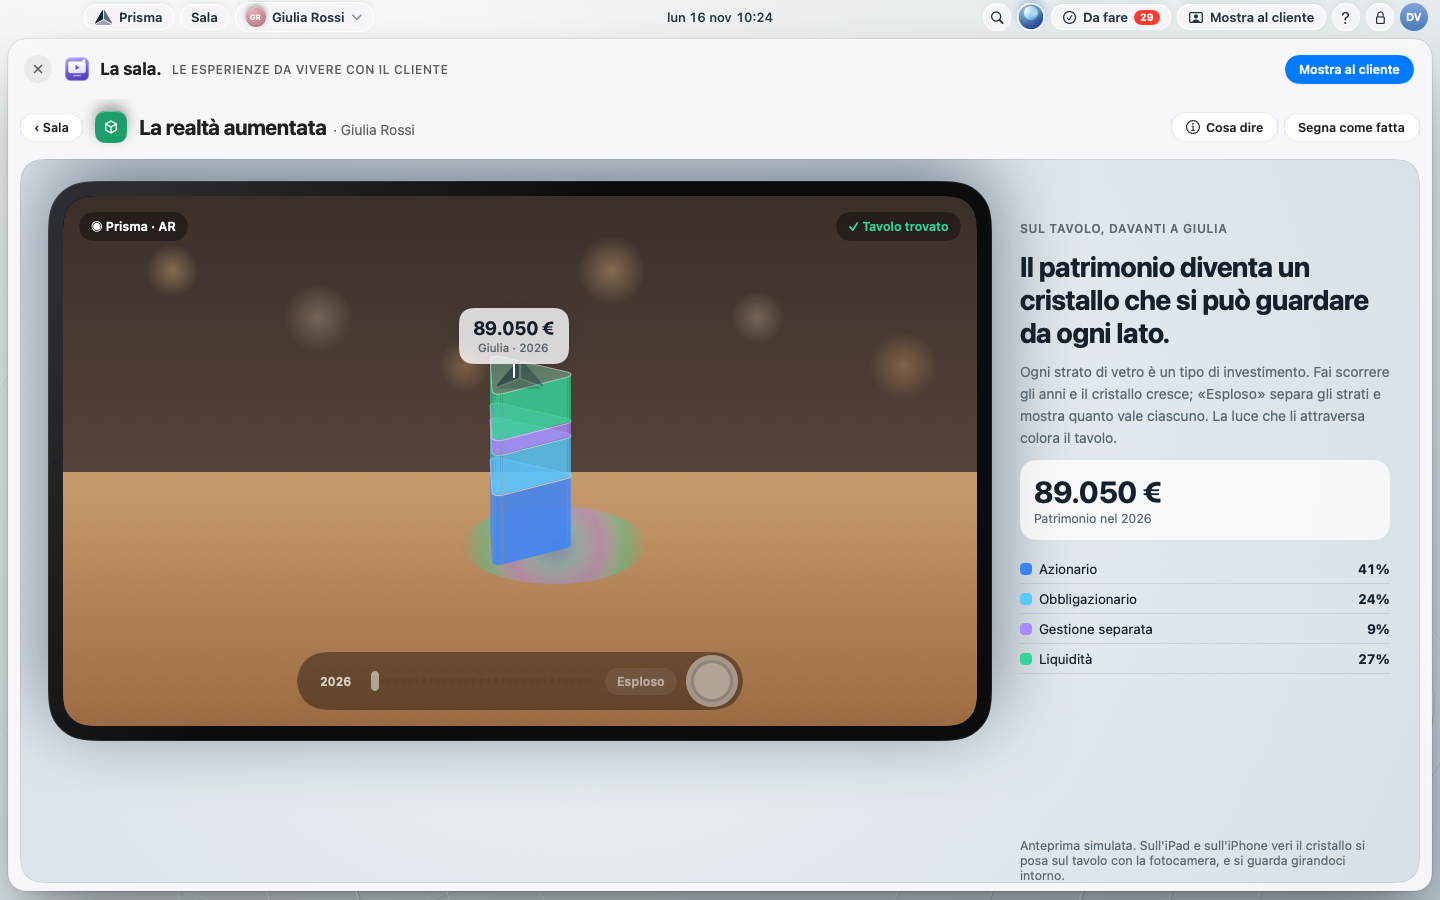 Prisma
Sala
GR
Giulia Rossi
lun 16 nov 10:24
Da fare 29
Mostra al cliente
?
DV
La sala.
LE ESPERIENZE DA VIVERE CON IL CLIENTE
Mostra al cliente
‹ Sala
La realtà aumentata
· Giulia Rossi
Cosa dire
Segna come fatta
Prisma · AR
✓ Tavolo trovato
89.050 €
Giulia · 2026
2026
Esploso
SUL TAVOLO, DAVANTI A GIULIA
Il patrimonio diventa un
cristallo che si può guardare
da ogni lato.
Ogni strato di vetro è un tipo di investimento. Fai scorrere
gli anni e il cristallo cresce; «Esploso» separa gli strati e
mostra quanto vale ciascuno. La luce che li attraversa
colora il tavolo.
89.050 €
Patrimonio nel 2026
Azionario 41%
Obbligazionario 24%
Gestione separata 9%
Liquidità 27%
Anteprima simulata. Sull'iPad e sull'iPhone veri il cristallo si
posa sul tavolo con la fotocamera, e si guarda girandoci
intorno.